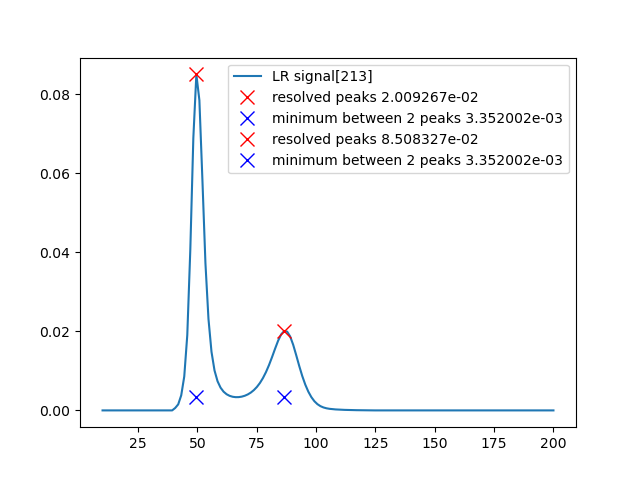 LR signal[213]
resolved peaks 2.009267e-02
minimum between 2 peaks 3.352002e-03
resolved peaks 8.508327e-02
minimum between 2 peaks 3.352002e-03
0.08
0.06
0.04
0.02
0.00
25 50 75 100 125 150 175 200